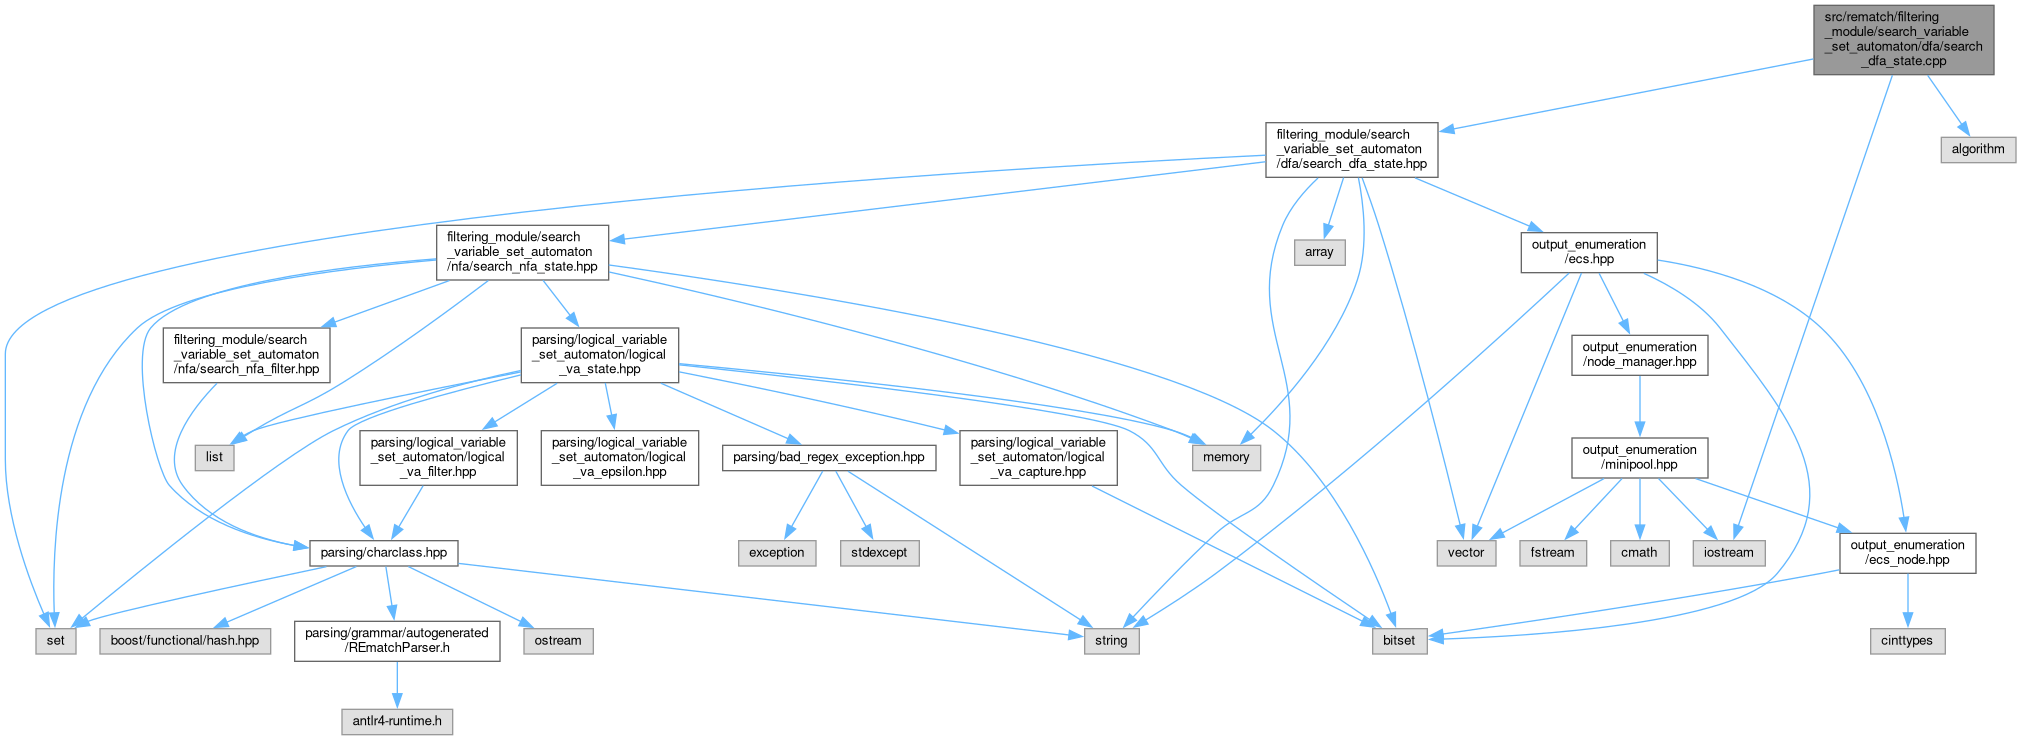 src/rematch/filtering
_module/search_variable
_set_automaton/dfa/search
_dfa_state.cpp
filtering_module/search
_variable_set_automaton
/dfa/search_dfa_state.hpp
algorithm
filtering_module/search
_variable_set_automaton
/nfa/search_nfa_state.hpp
array
output_enumeration
/ecs.hpp
filtering_module/search
_variable_set_automaton
/nfa/search_nfa_filter.hpp
parsing/logical_variable
_set_automaton/logical
_va_state.hpp
output_enumeration
/node_manager.hpp
list
parsing/logical_variable
_set_automaton/logical
_va_filter.hpp
parsing/logical_variable
_set_automaton/logical
_va_epsilon.hpp
parsing/bad_regex_exception.hpp
parsing/logical_variable
_set_automaton/logical
_va_capture.hpp
memory
output_enumeration
/minipool.hpp
parsing/charclass.hpp
exception
stdexcept
vector
fstream
cmath
iostream
output_enumeration
/ecs_node.hpp
set
boost/functional/hash.hpp
parsing/grammar/autogenerated
/REmatchParser.h
ostream
string
bitset
cinttypes
antlr4-runtime.h